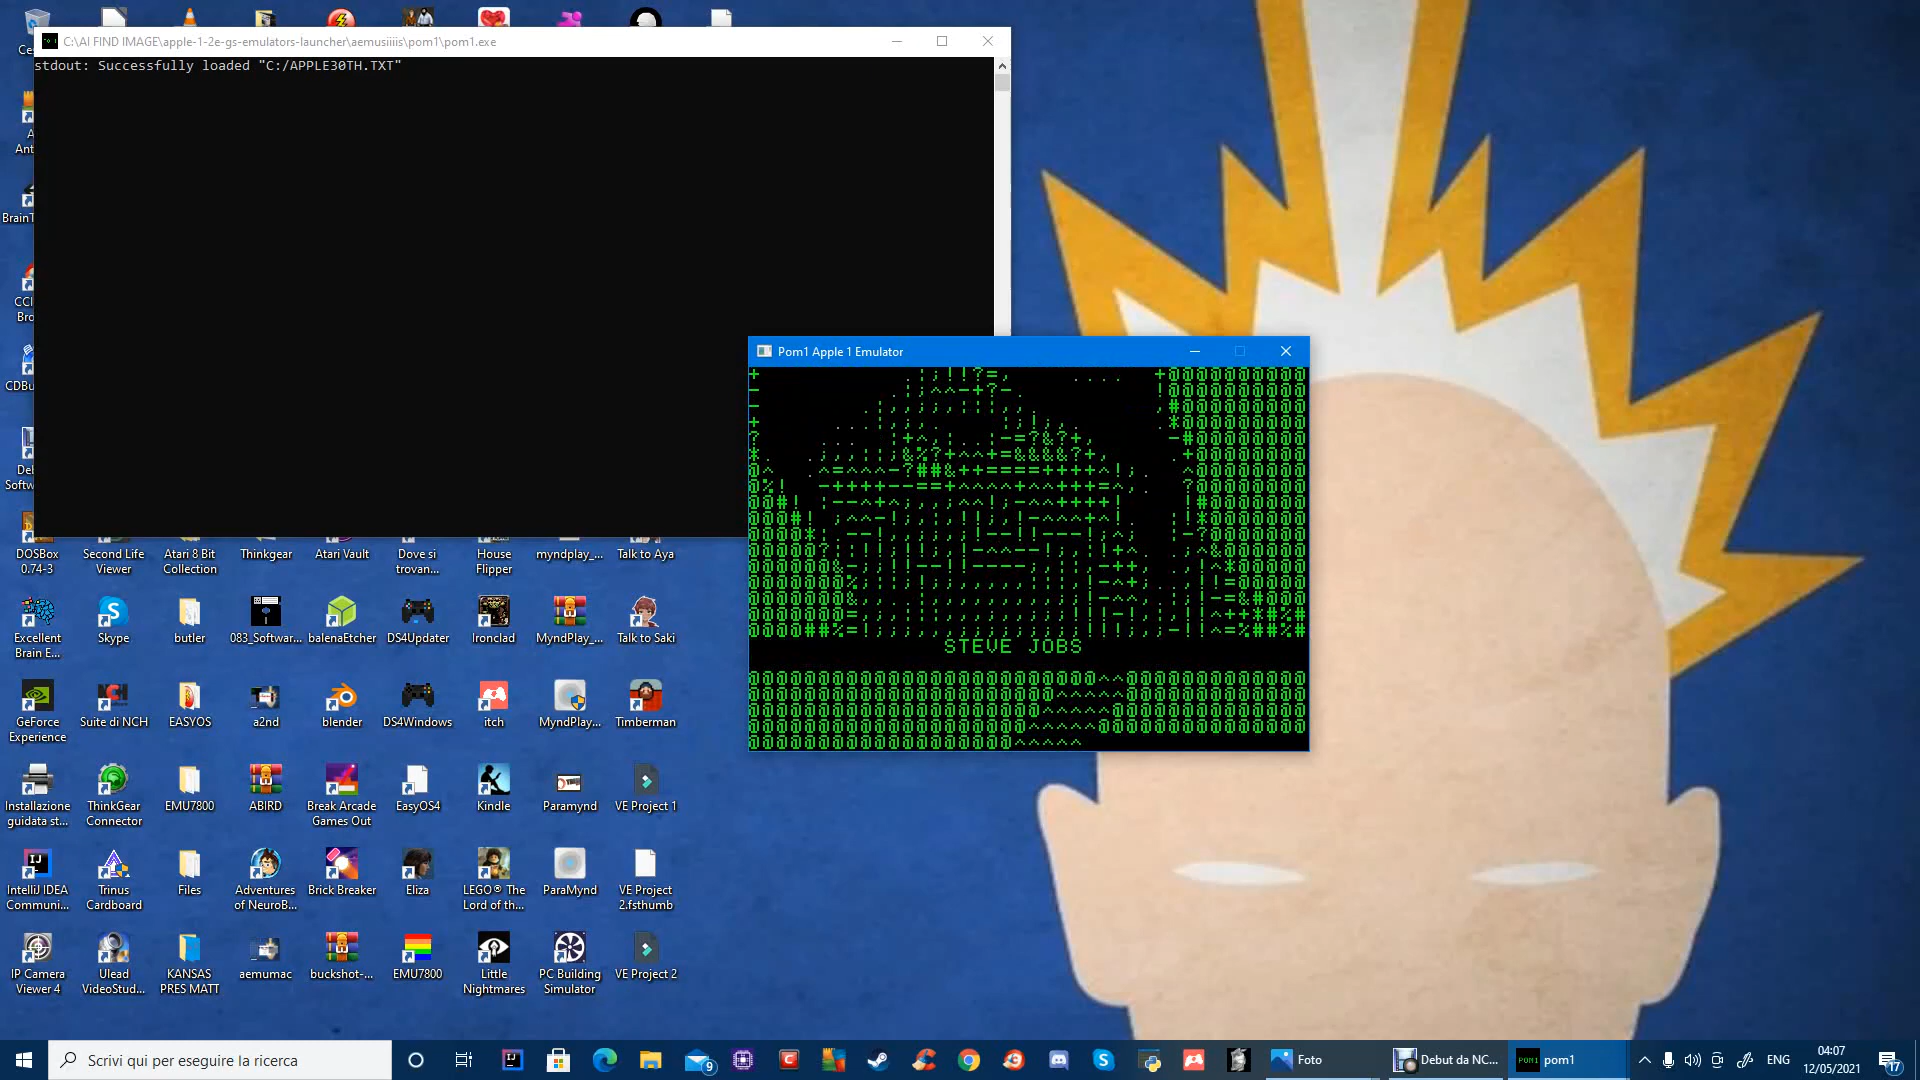 C:\AI FIND IMAGE\apple-1-2e-gs-emulators-launcher\aemusiiiis\pom1\pom1.exe
stdout: Successfully loaded "C:/APPLE30TH.TXT"
Pom1 Apple 1 Emulator
STEVE JOBS
DOSBox 0.74-3
Second Life Viewer
Atari 8 Bit Collection
Thinkgear
Atari Vault
Dove si trovan...
House Flipper
myndplay_...
Talk to Aya
Excellent Brain E...
Skype
butler
083_Softwar...
balenaEtcher
DS4Updater
Ironclad
MyndPlay_...
Talk to Saki
GeForce Experience
Suite di NCH
EASYOS
a2nd
blender
DS4Windows
itch
MyndPlay...
Timberman
Installazione guidata st...
ThinkGear Connector
EMU7800
ABIRD
Break Arcade Games Out
EasyOS4
Kindle
Paramynd
VE Project 1
IntelliJ IDEA Communi...
Trinus Cardboard
Files
Adventures of NeuroB...
Brick Breaker
Eliza
LEGO® The Lord of th...
ParaMynd
VE Project 2.fsthumb
IP Camera Viewer 4
Ulead VideoStud...
KANSAS PRES MATT
aemumac
buckshot-...
EMU7800
Little Nightmares
PC Building Simulator
VE Project 2
Scrivi qui per eseguire la ricerca
9
Foto
Debut da NC...
pom1
ENG
04:07
12/05/2021
17